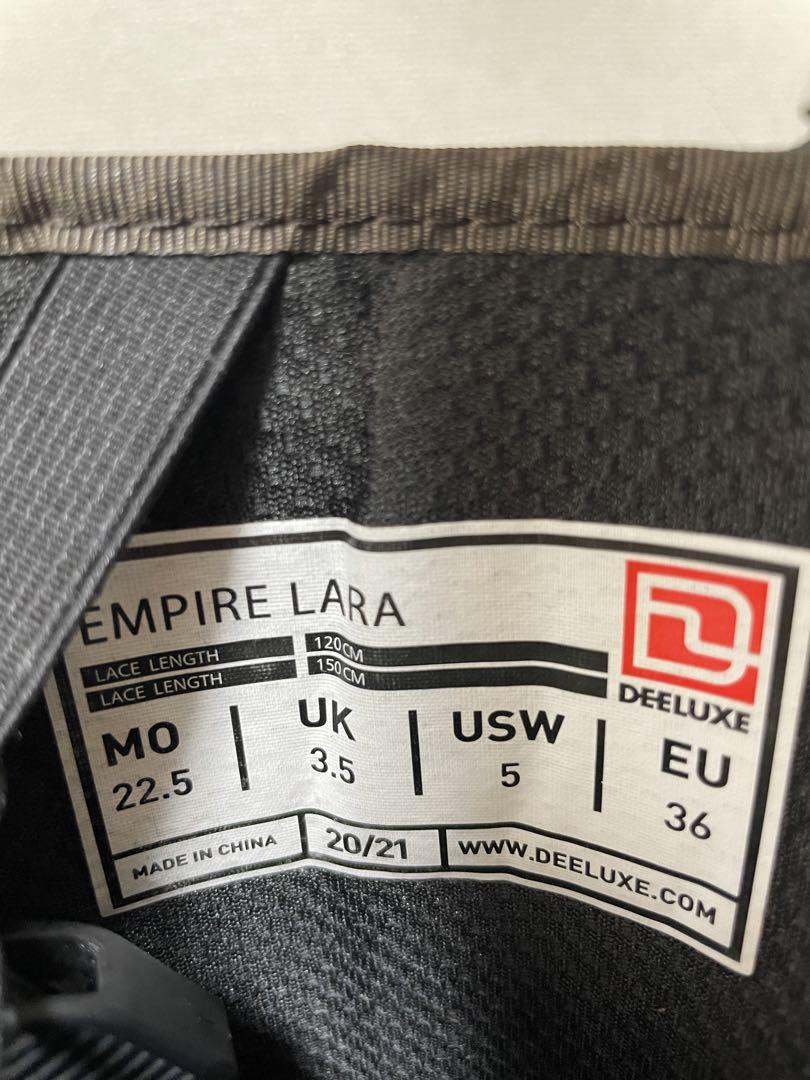 EMPIRE LARA
LACE LENGTH 120CM
LACE LENGTH 150CM
DEELUXE
MO UK USW EU
22.5 3.5 5 36
MADE IN CHINA 20/21 WWW.DEELUXE.COM